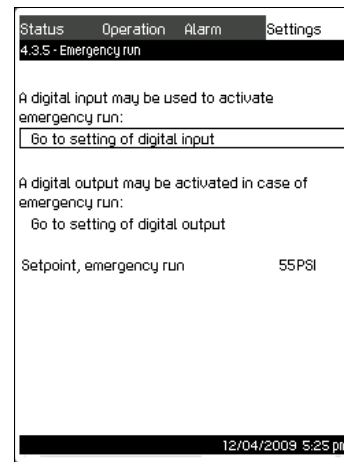 Status Operation Alarm Settings
4.3.5 - Emergency run
A digital input may be used to activate
emergency run:
Go to setting of digital input
A digital output may be activated in case of
emergency run:
Go to setting of digital output
Setpoint, emergency run 55PSI
12/04/2009 5:25 pm